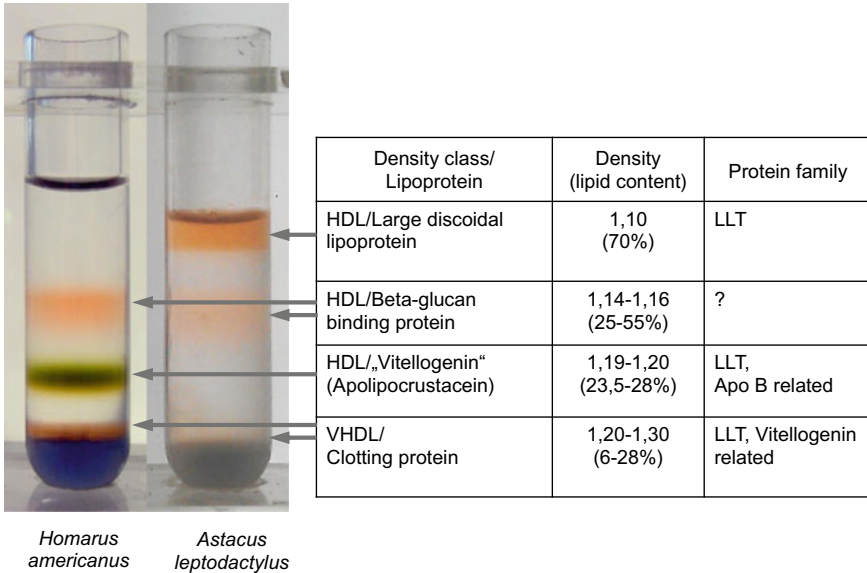 Density class/
Lipoprotein
Density
(lipid content)
Protein family
HDL/Large discoidal
lipoprotein
1,10
(70%)
LLT
HDL/Beta-glucan
binding protein
1,14-1,16
(25-55%)
?
HDL/„Vitellogenin“
(Apolipocrustacein)
1,19-1,20
(23,5-28%)
LLT,
Apo B related
VHDL/
Clotting protein
1,20-1,30
(6-28%)
LLT, Vitellogenin
related
Homarus
americanus
Astacus
leptodactylus